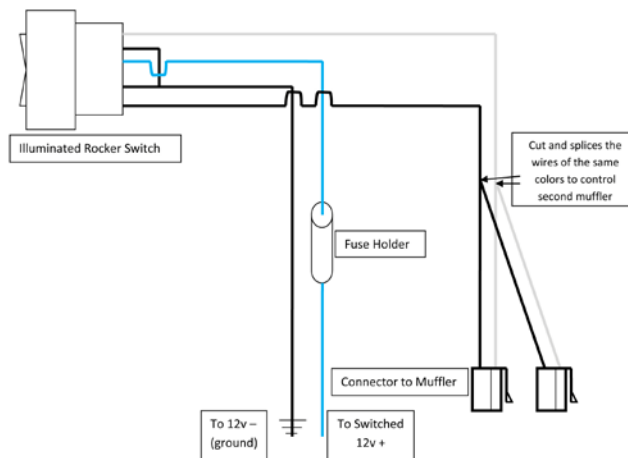 Illuminated Rocker Switch
Cut and splices the
wires of the same
colors to control
second muffler
Fuse Holder
Connector to Muffler
To 12v –
(ground)
To Switched
12v +